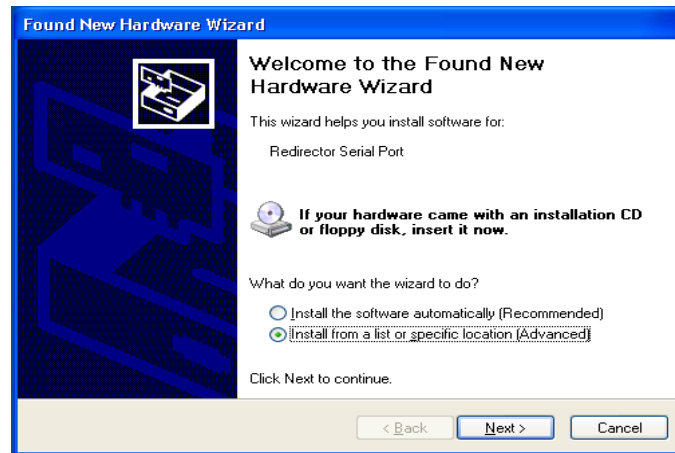 Found New Hardware Wizard
Welcome to the Found New
Hardware Wizard
This wizard helps you install software for:
Redirector Serial Port
If your hardware came with an installation CD
or floppy disk, insert it now.
What do you want the wizard to do?
Install the software automatically (Recommended)
Install from a list or specific location (Advanced)
Click Next to continue.
< Back Next > Cancel